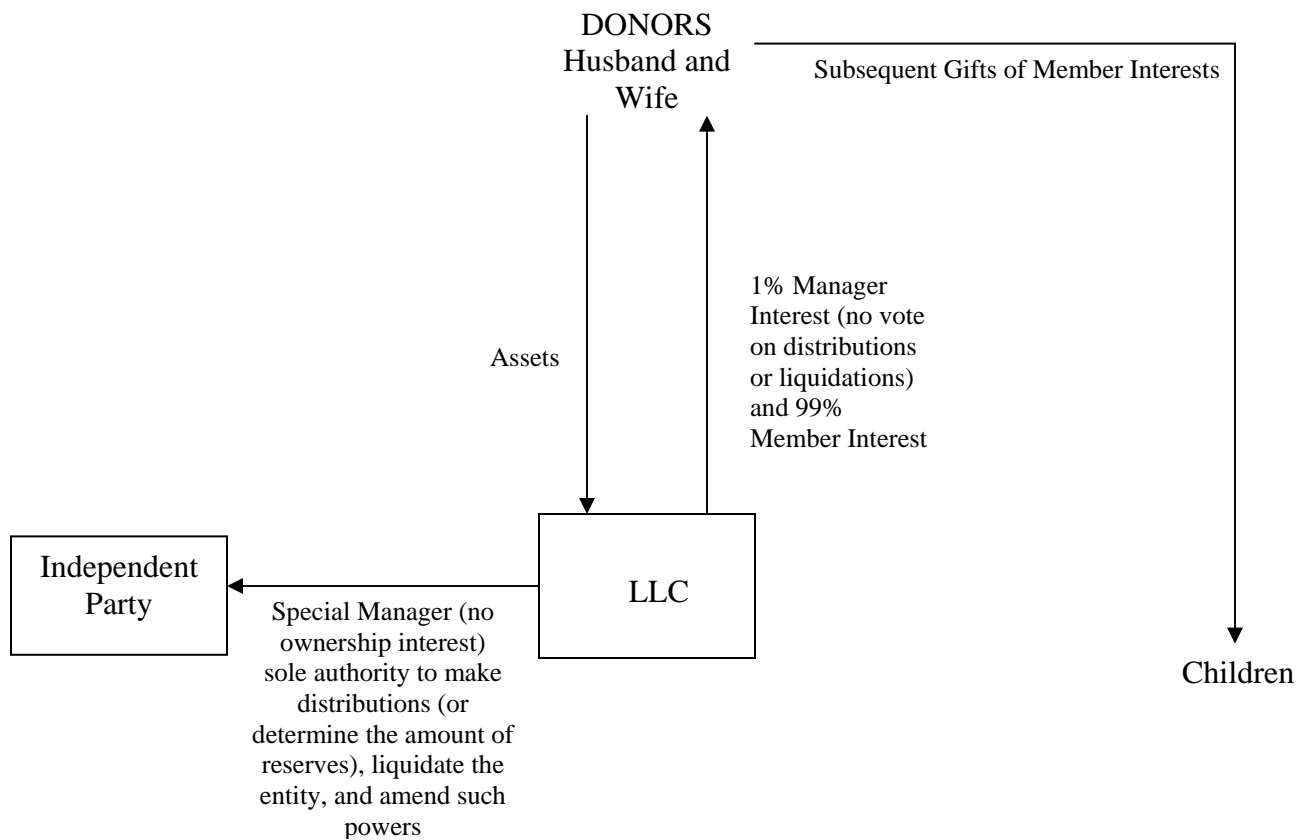 DONORS
Husband and
Wife
Subsequent Gifts of Member Interests
Assets
1% Manager
Interest (no vote
on distributions
or liquidations)
and 99%
Member Interest
Independent
Party
LLC
Special Manager (no
ownership interest)
sole authority to make
distributions (or
determine the amount of
reserves), liquidate the
entity, and amend such
powers
Children